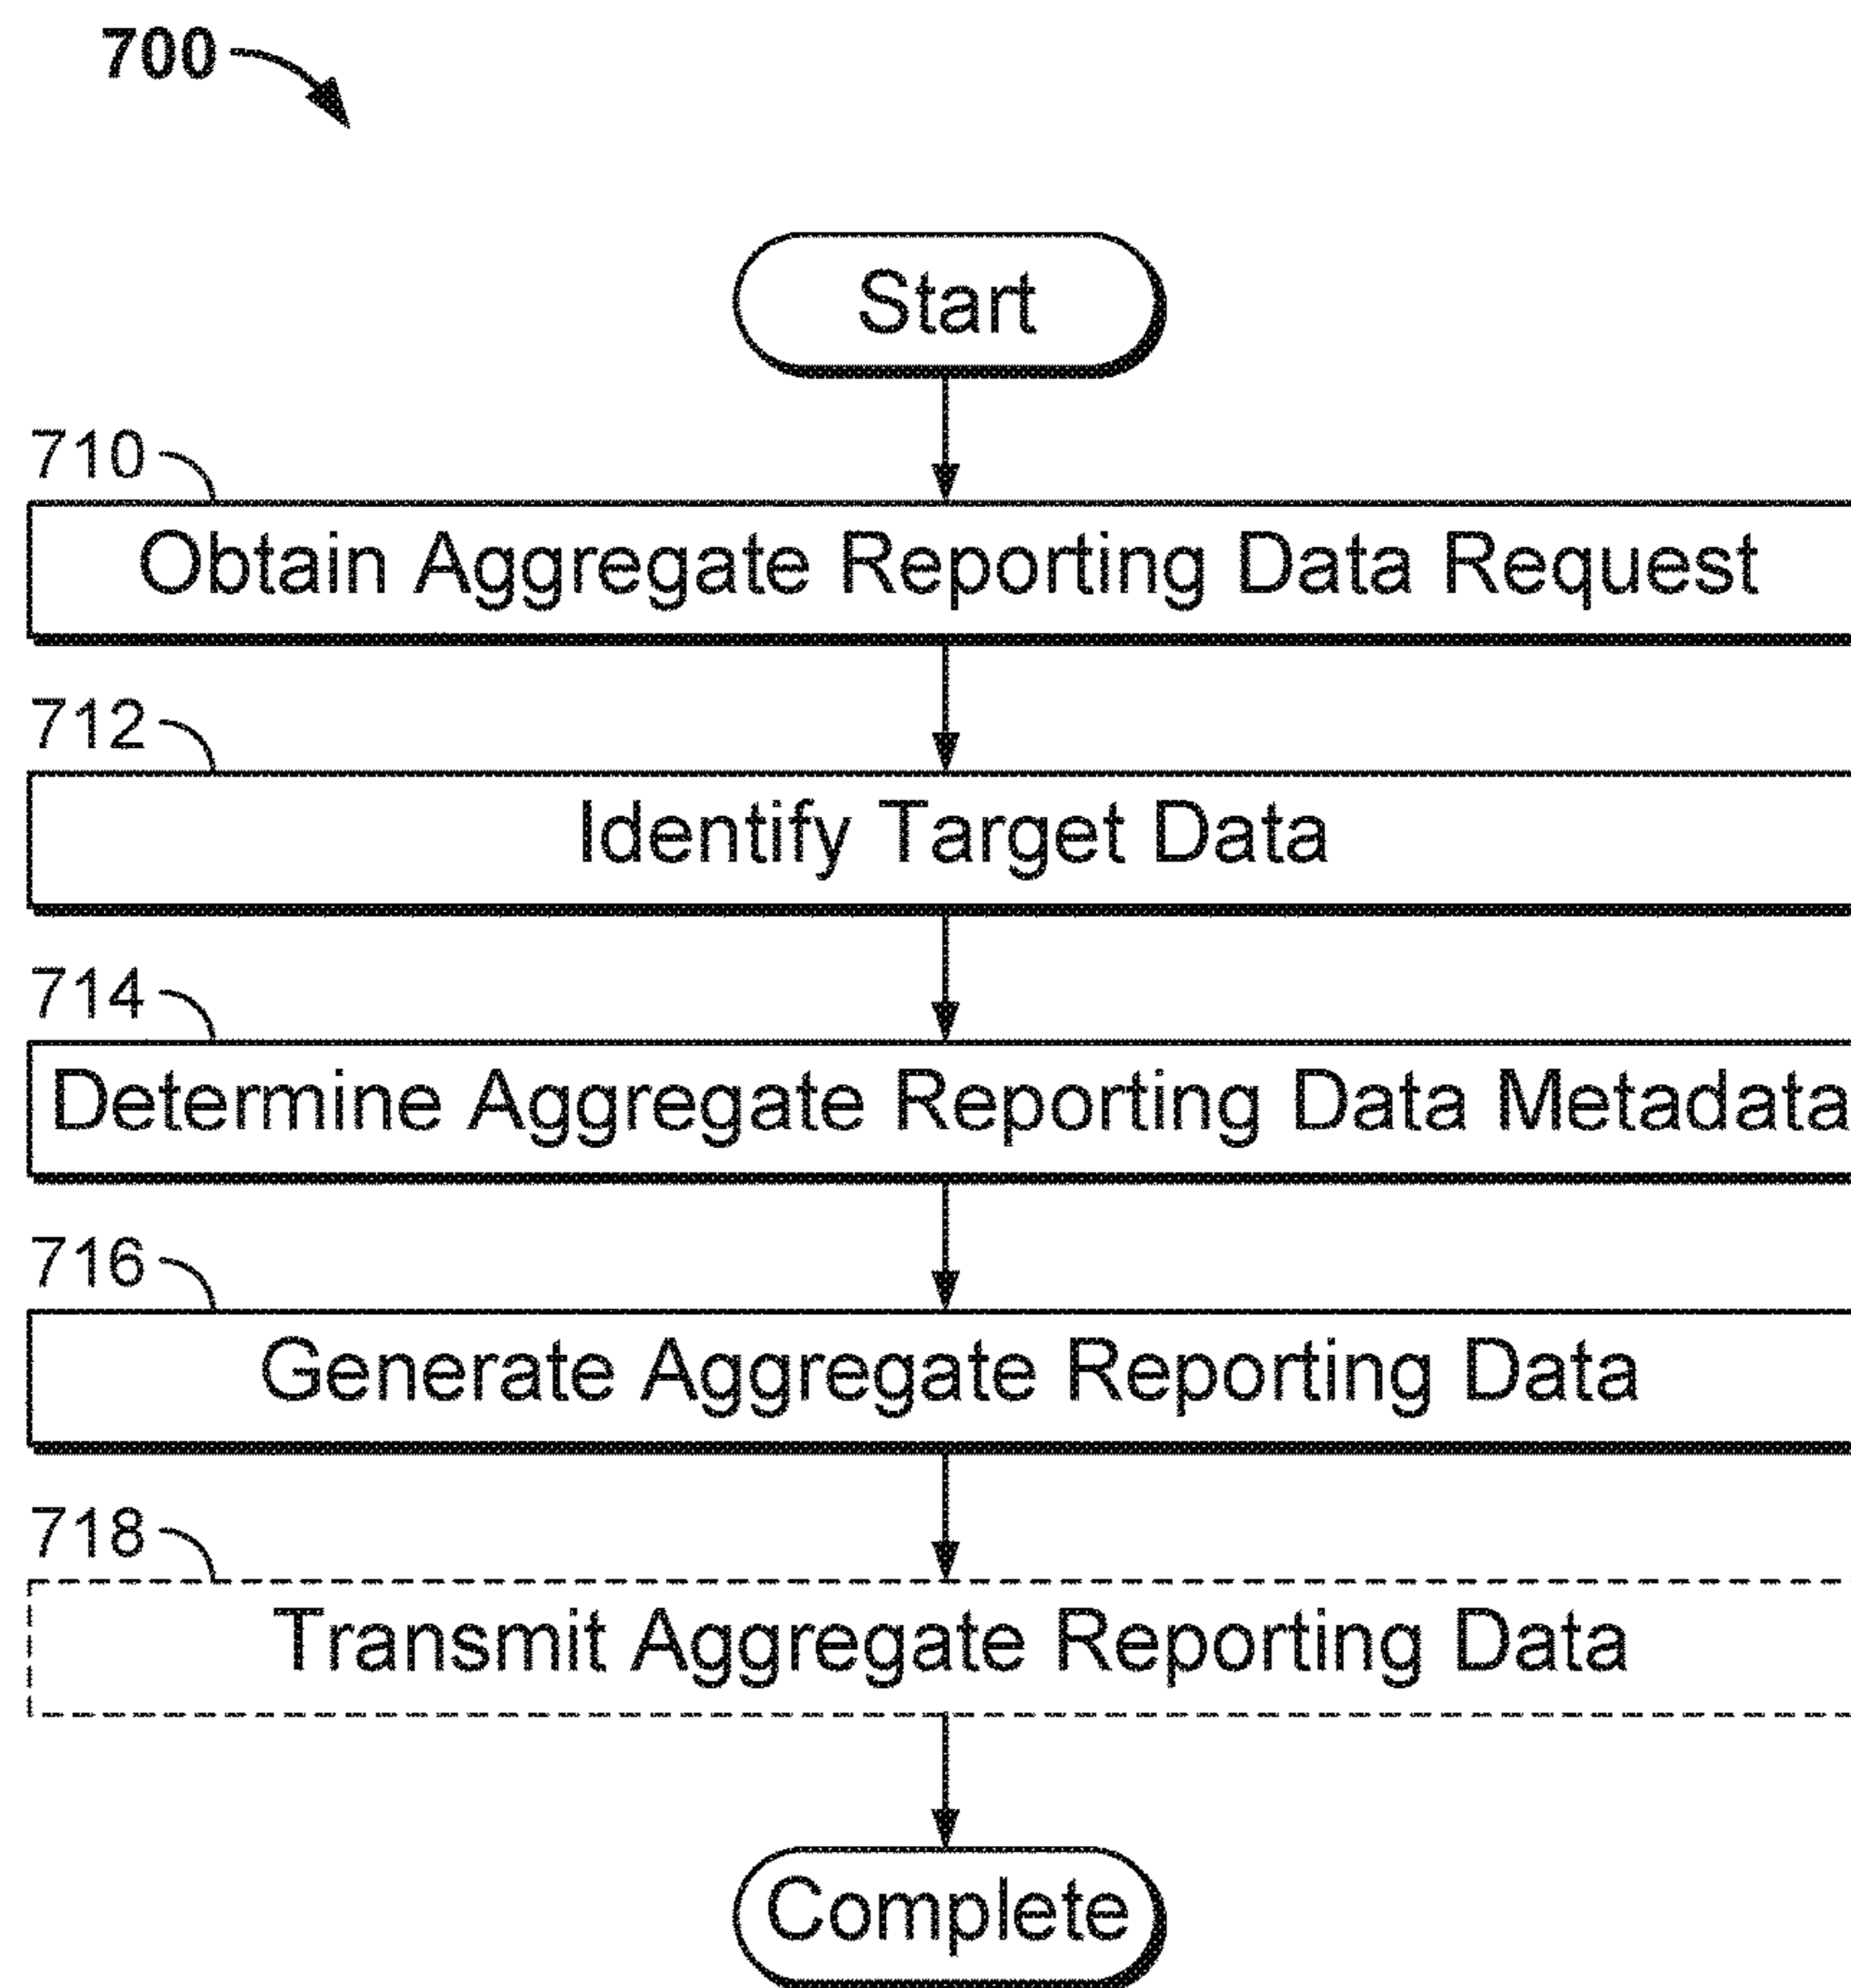 700
Start
710
Obtain Aggregate Reporting Data Request
712
Identify Target Data
714
Determine Aggregate Reporting Data Metadata
716
Generate Aggregate Reporting Data
718
Transmit Aggregate Reporting Data
Complete